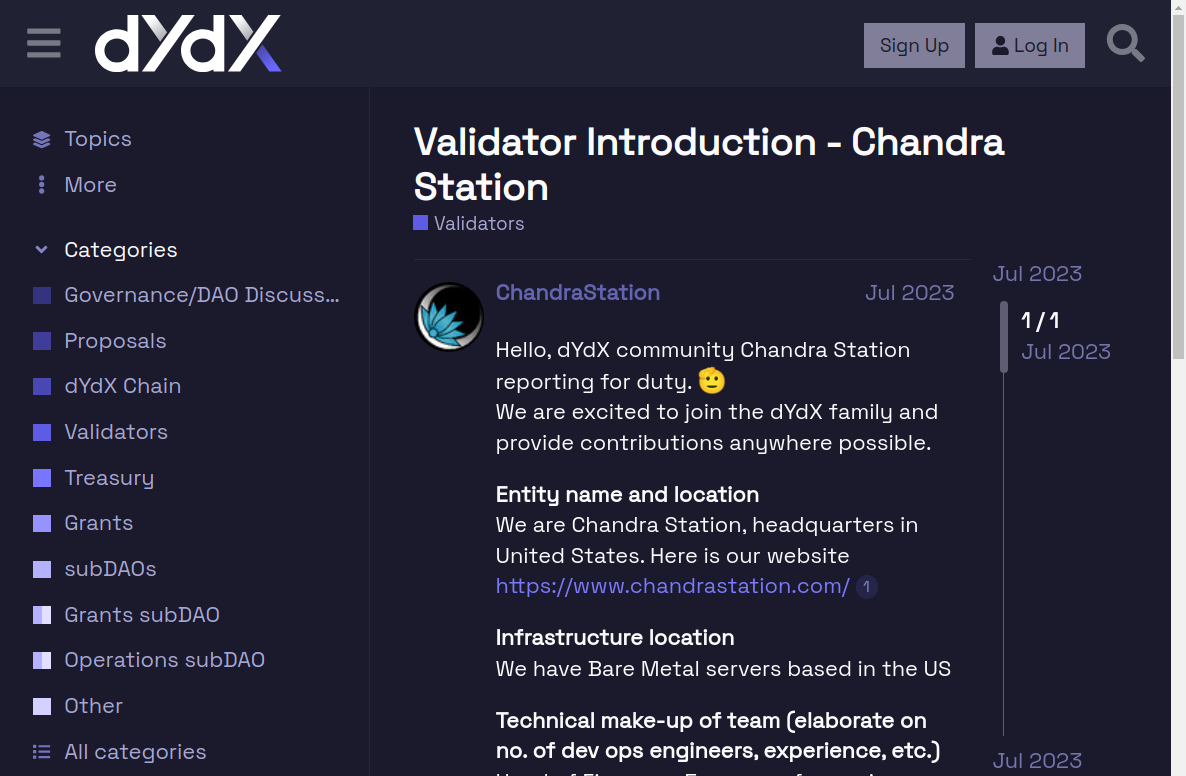 dYdX
Sign Up
Log In
Topics
More
Categories
Governance/DAO Discuss...
Proposals
dYdX Chain
Validators
Treasury
Grants
subDAOs
Grants subDAO
Operations subDAO
Other
All categories
Validator Introduction - Chandra
Station
Validators
ChandraStation
Jul 2023
Hello, dYdX community Chandra Station
reporting for duty.
We are excited to join the dYdX family and
provide contributions anywhere possible.
Entity name and location
We are Chandra Station, headquarters in
United States. Here is our website
https://www.chandrastation.com/ 1
Infrastructure location
We have Bare Metal servers based in the US
Technical make-up of team (elaborate on
no. of dev ops engineers, experience, etc.)
Jul 2023
1 / 1
Jul 2023
Jul 2023